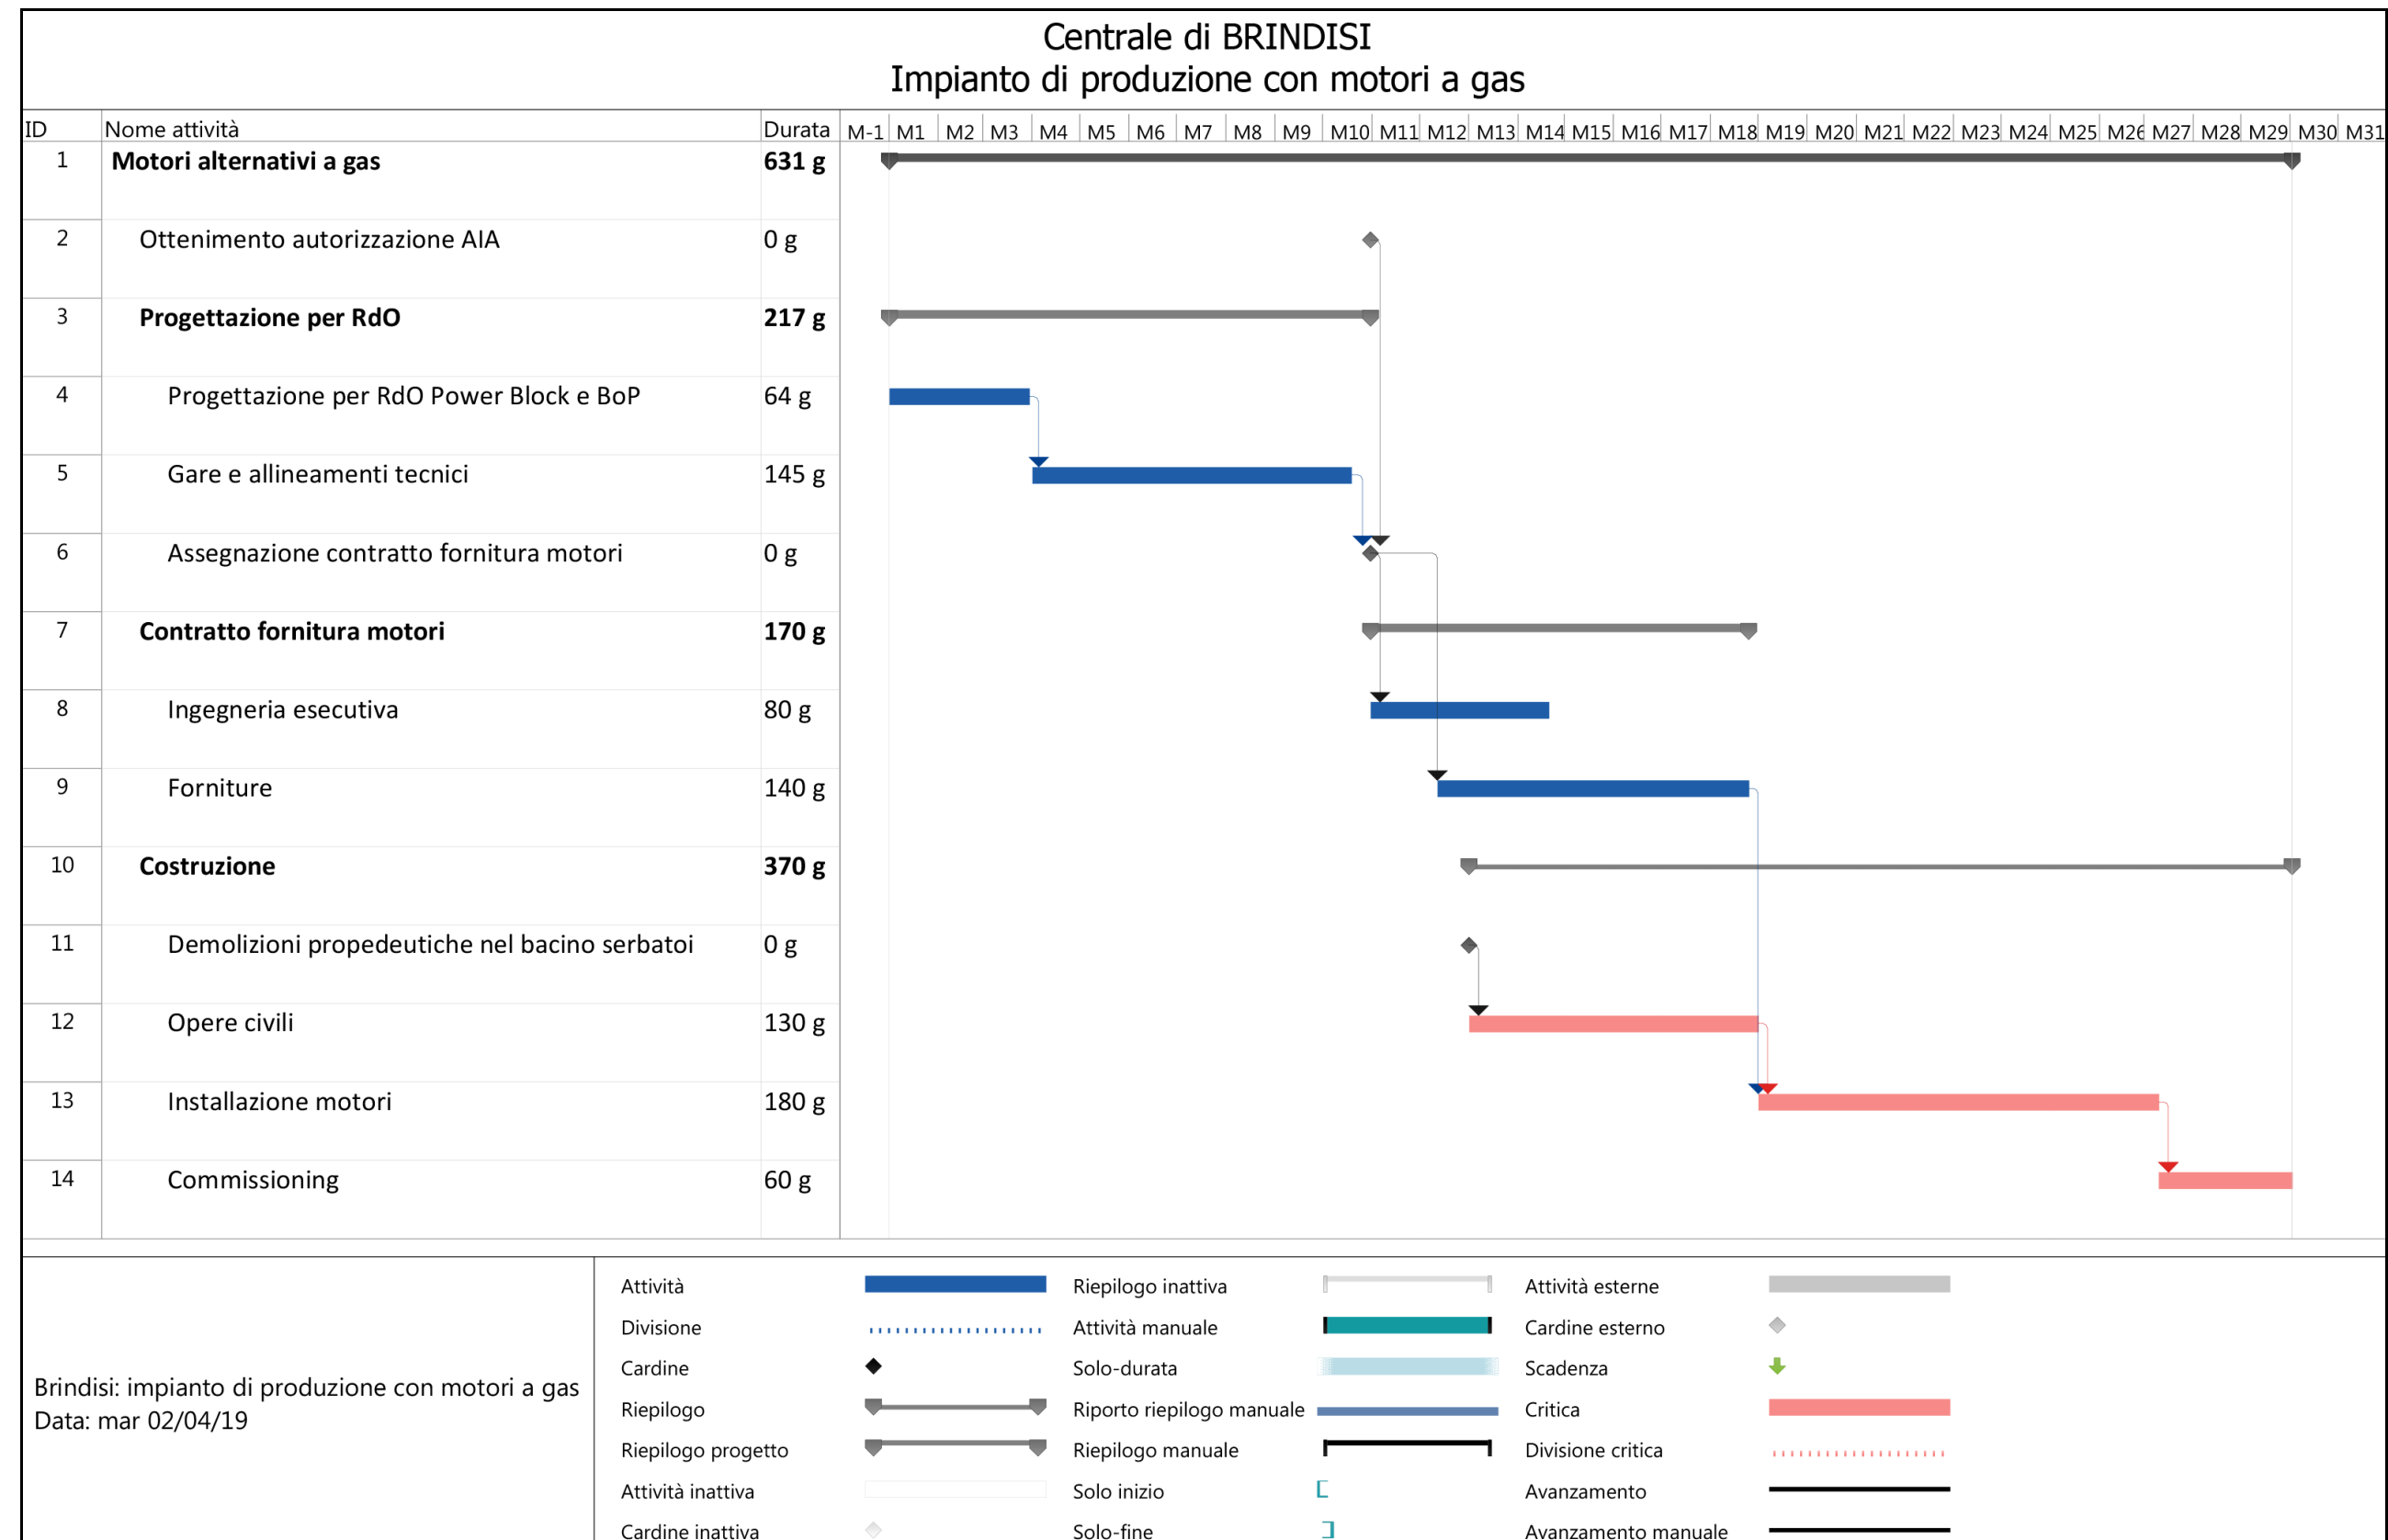 Centrale di BRINDISI
Impianto di produzione con motori a gas
ID Nome attività Durata M-1 M1 M2 M3 M4 M5 M6 M7 M8 M9 M10 M11 M12 M13 M14 M15 M16 M17 M18 M19 M20 M21 M22 M23 M24 M25 M26 M27 M28 M29 M30 M31
1 Motori alternativi a gas 631 g
2 Ottenimento autorizzazione AIA 0 g
3 Progettazione per RdO 217 g
4 Progettazione per RdO Power Block e BoP 64 g
5 Gare e allineamenti tecnici 145 g
6 Assegnazione contratto fornitura motori 0 g
7 Contratto fornitura motori 170 g
8 Ingegneria esecutiva 80 g
9 Forniture 140 g
10 Costruzione 370 g
11 Demolizioni propedeutiche nel bacino serbatoi 0 g
12 Opere civili 130 g
13 Installazione motori 180 g
14 Commissioning 60 g
Brindisi: impianto di produzione con motori a gas
Data: mar 02/04/19
Attività Riepilogo inattiva Attività esterne
Divisione Attività manuale Cardine esterno
Cardine Solo-durata Scadenza
Riepilogo Riporto riepilogo manuale Critica
Riepilogo progetto Riepilogo manuale Divisione critica
Attività inattiva Solo inizio Avanzamento
Cardine inattiva Solo-fine Avanzamento manuale